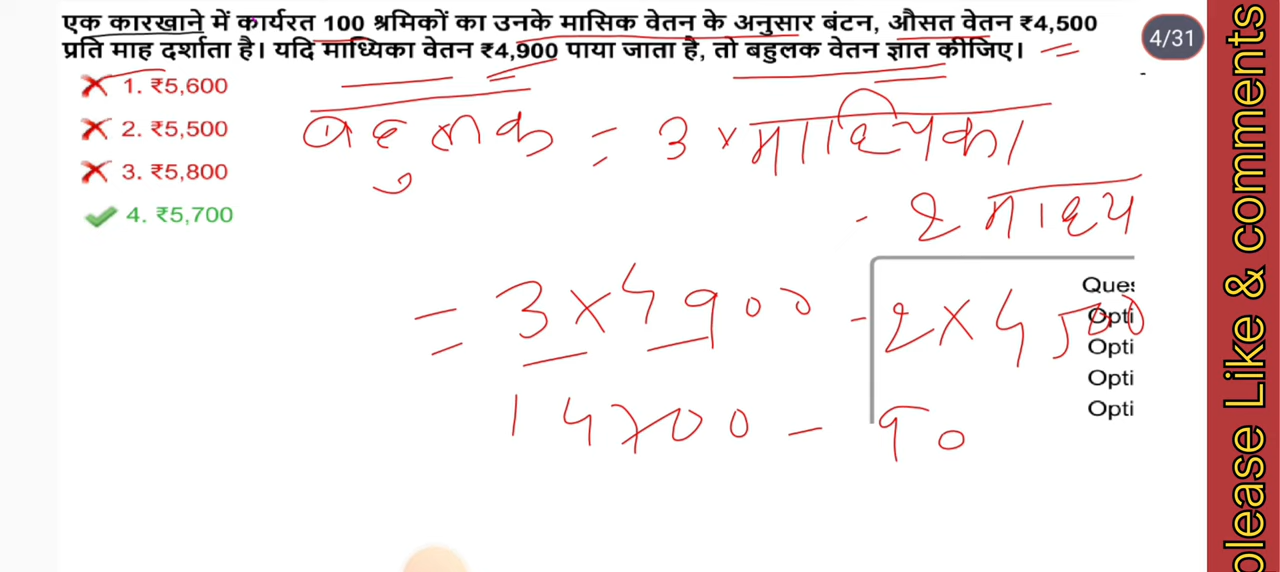 एक कारखाने में कार्यरत 100 श्रमिकों का उनके मासिक वेतन के अनुसार बंटन, औसत वेतन ₹4,500
प्रति माह दर्शाता है। यदि माध्यिका वेतन ₹4,900 पाया जाता है, तो बहुलक वेतन ज्ञात कीजिए।
4/31
1. ₹5,600
2. ₹5,500
3. ₹5,800
4. ₹5,700
बहुलक = 3 × माध्यिका
- 2 माध्य
= 3 × 4900 - 2 × 4500
14700 - 90
Ques
Opti
Opti
Opti
Opti
please Like & comments